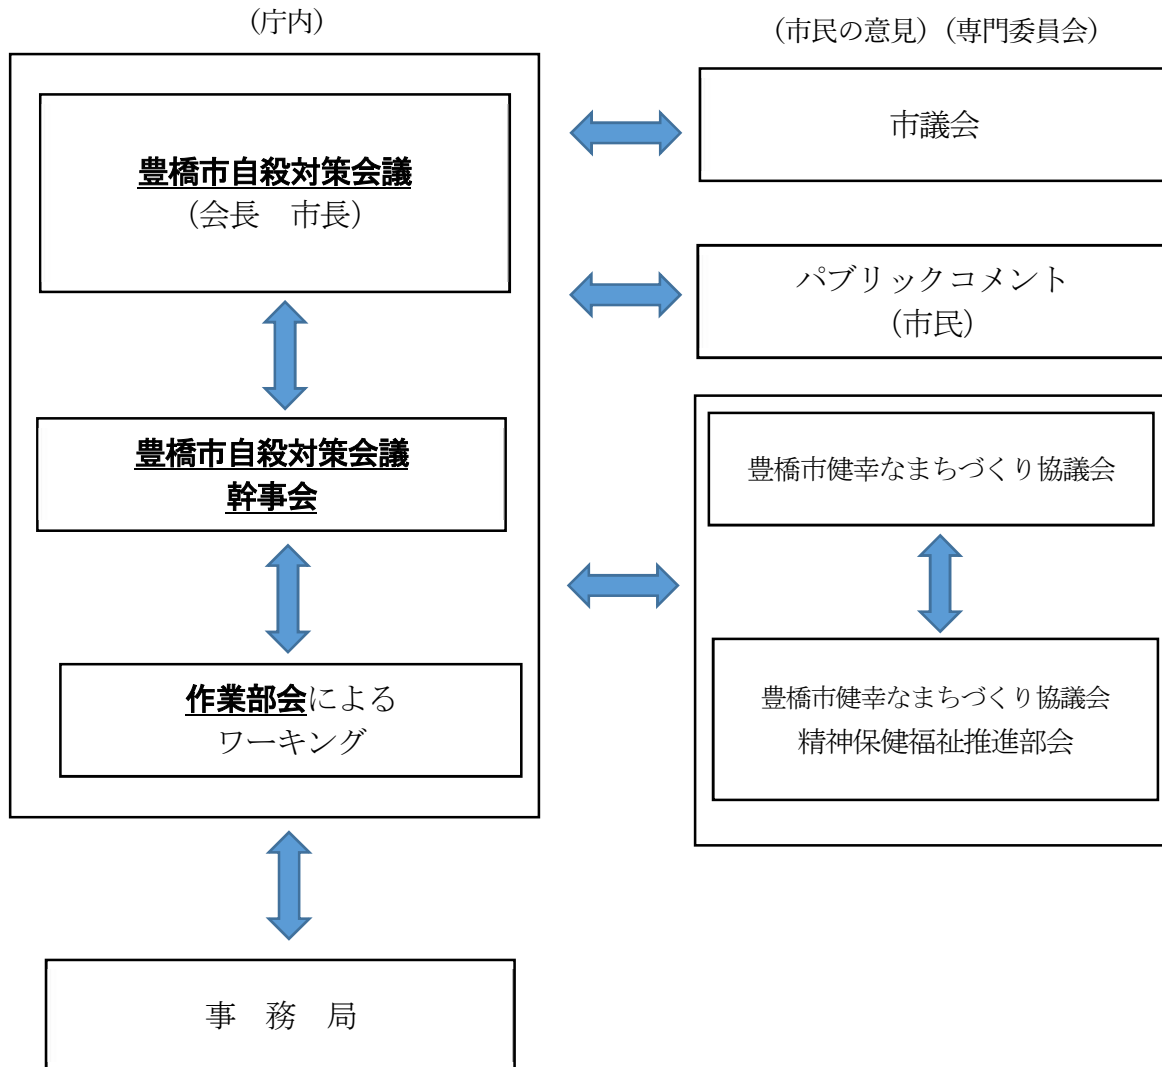 (庁内)
(市民の意見) (専門委員会)
豊橋市自殺対策会議
(会長　市長)
豊橋市自殺対策会議
幹事会
作業部会による
ワーキング
事　務　局
市議会
パブリックコメント
(市民)
豊橋市健幸なまちづくり協議会
豊橋市健幸なまちづくり協議会
精神保健福祉推進部会